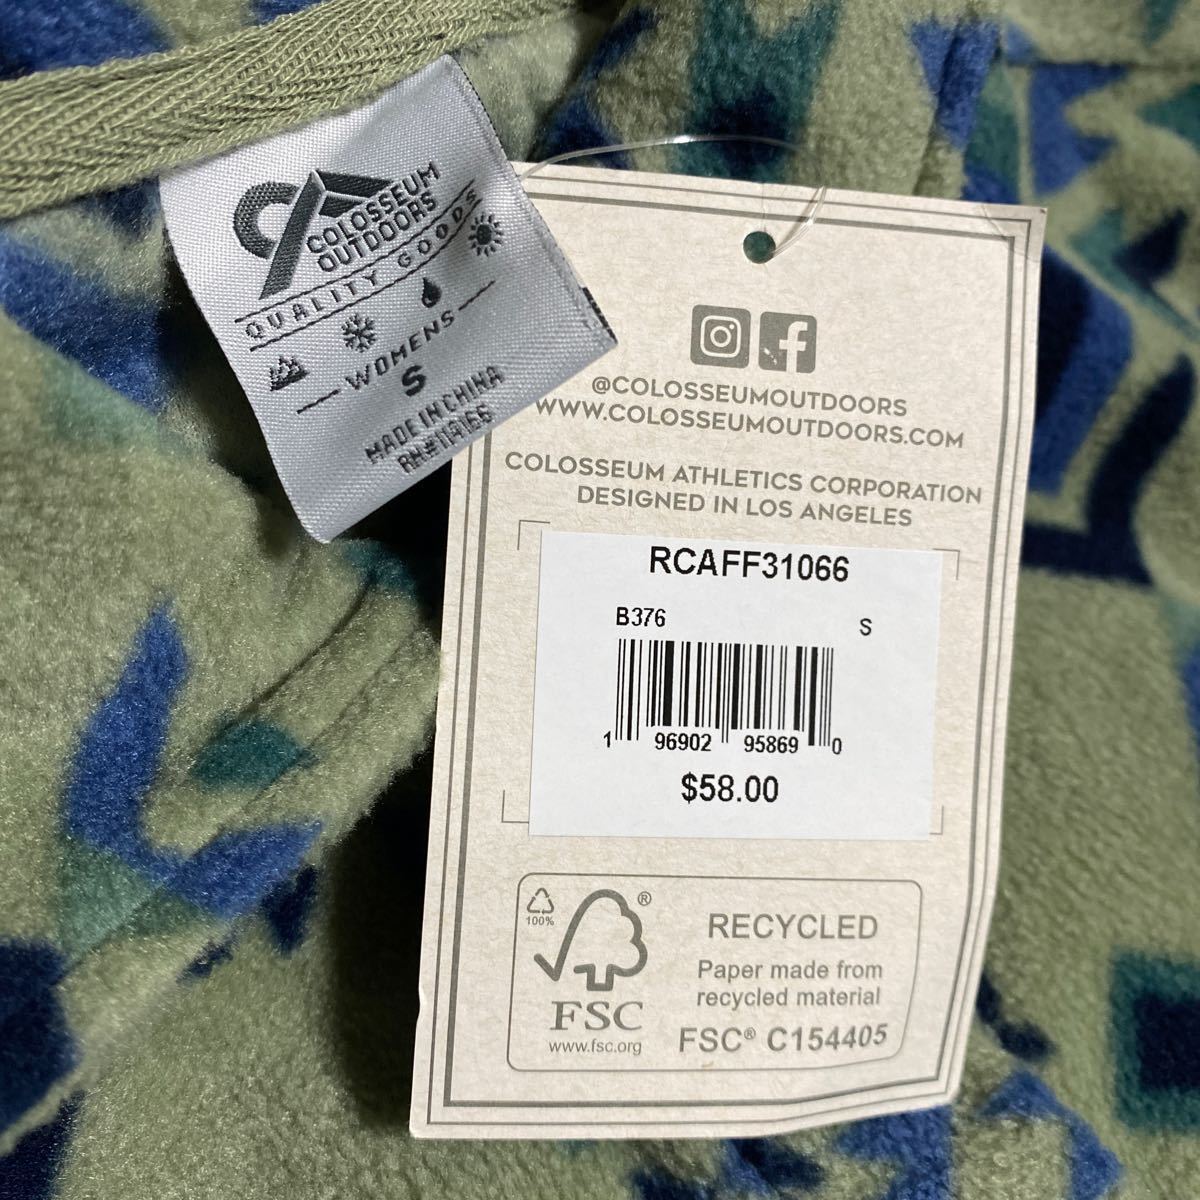 COLOSSEUM
OUTDOORS
QUALITY GOODS
WOMENS
S
MADE IN CHINA
RN#114166
@COLOSSEUMOUTDOORS
WWW.COLOSSEUMOUTDOORS.COM
COLOSSEUM ATHLETICS CORPORATION
DESIGNED IN LOS ANGELES
RCAFF31066
B376 S
1 96902 95869 0
$58.00
100%
®
FSC
www.fsc.org
RECYCLED
Paper made from
recycled material
FSC® C154405